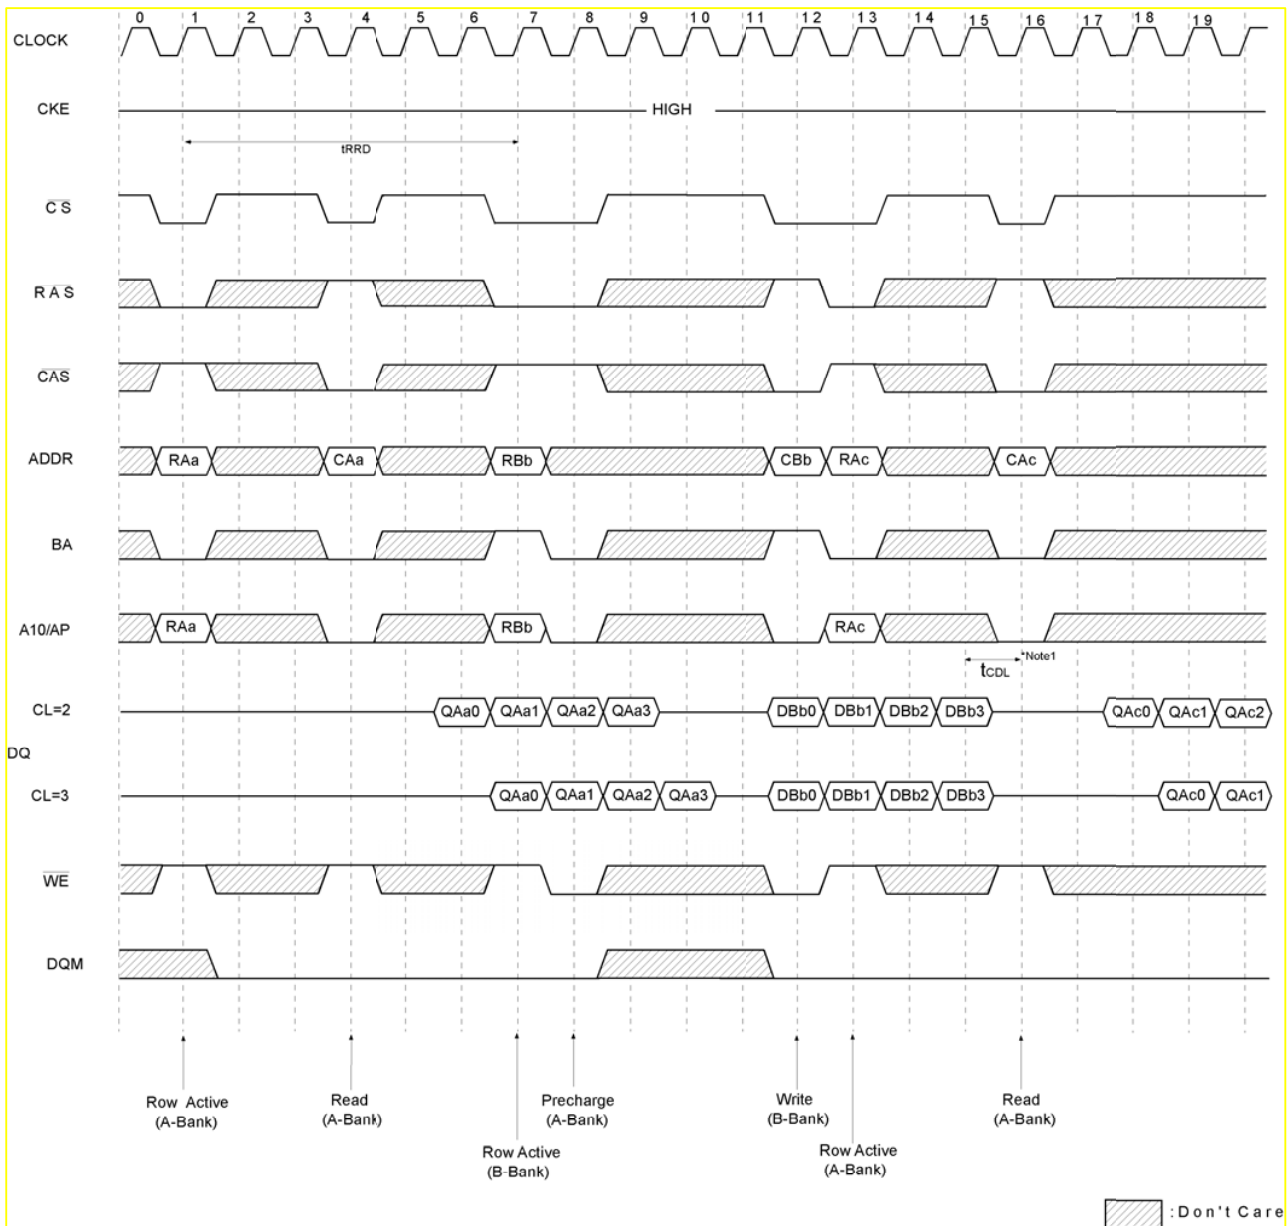 0 1 2 3 4 5 6 7 8 9 10 11 12 13 14 15 16 17 18 19
CLOCK
CKE HIGH
tRRD
CS
RAS
CAS
ADDR RAa CAa RBb CBb RAc CAc
BA
A10/AP RAa RBb RAc
tCDL *Note1
CL=2 QAa0 QAa1 QAa2 QAa3 DBb0 DBb1 DBb2 DBb3 QAc0 QAc1 QAc2
DQ
CL=3 QAa0 QAa1 QAa2 QAa3 DBb0 DBb1 DBb2 DBb3 QAc0 QAc1
WE
DQM
Row Active
(A-Bank)
Read
(A-Bank)
Row Active
(B-Bank)
Precharge
(A-Bank)
Write
(B-Bank)
Row Active
(A-Bank)
Read
(A-Bank)
:Don't Care